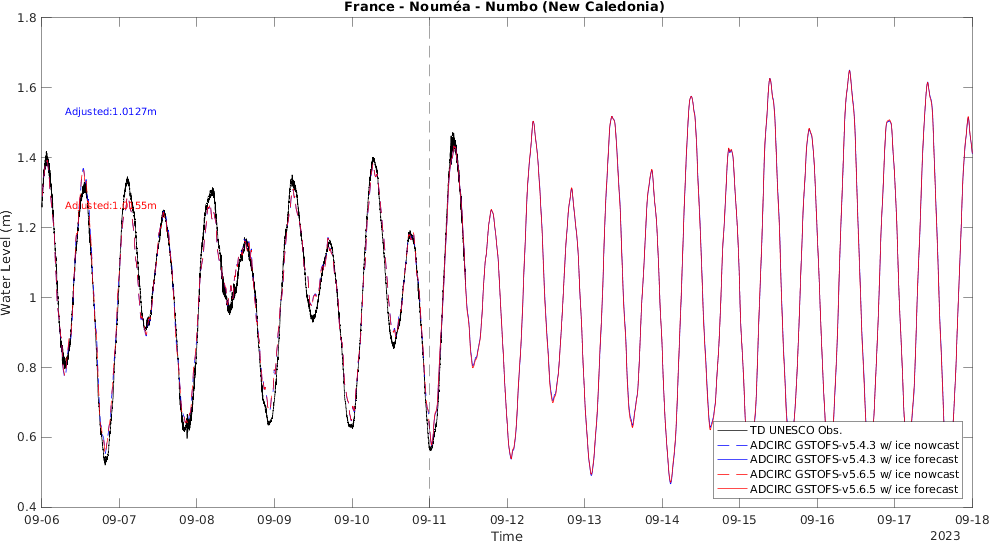 France - Nouméa - Numbo (New Caledonia)
Water Level (m)
1.8
1.6
1.4
1.2
1
0.8
0.6
0.4
Adjusted:1.0127m
TD UNESCO Obs.
ADCIRC GSTOFS-v5.4.3 w/ ice nowcast
ADCIRC GSTOFS-v5.4.3 w/ ice forecast
ADCIRC GSTOFS-v5.6.5 w/ ice nowcast
ADCIRC GSTOFS-v5.6.5 w/ ice forecast
09-06 09-07 09-08 09-09 09-10 09-11 09-12 09-13 09-14 09-15 09-16 09-17 09-18
Time
2023